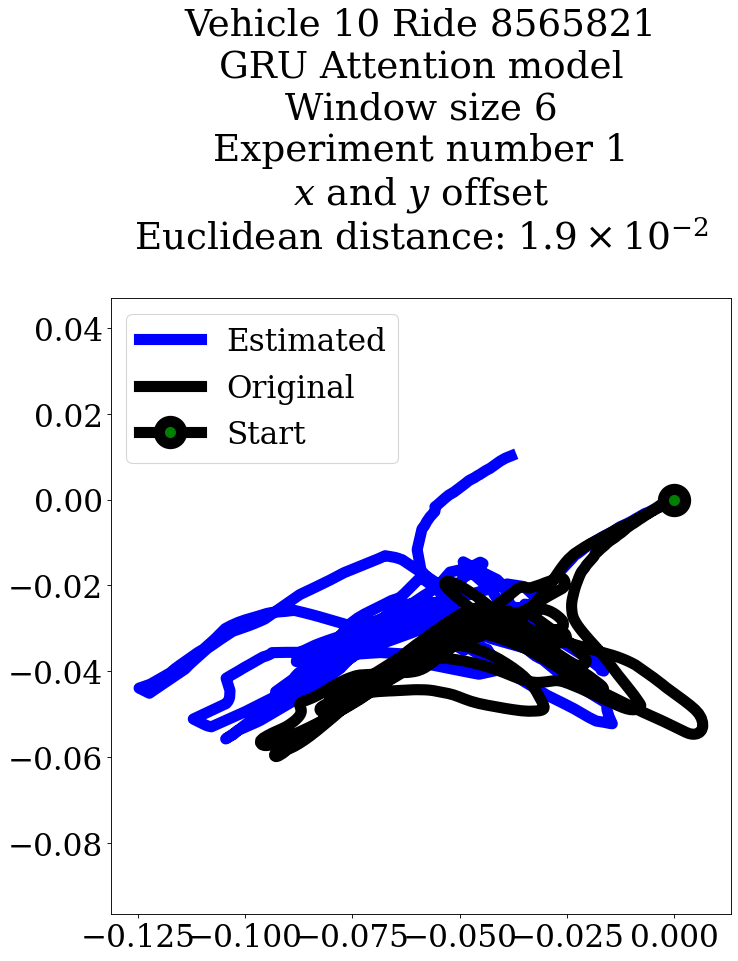 Vehicle 10 Ride 8565821
GRU Attention model
Window size 6
Experiment number 1
x and y offset
Euclidean distance: 1.9 × 10⁻²
Estimated
Original
Start
0.04
0.02
0.00
−0.02
−0.04
−0.06
−0.08
−0.125 −0.100 −0.075 −0.050 −0.025 0.000